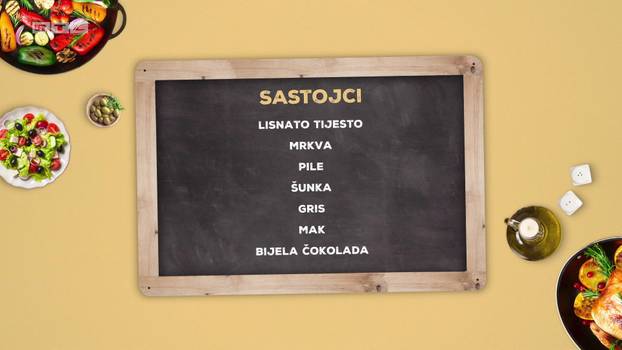 SASTOJCI
LISNATO TIJESTO
MRKVA
PILE
ŠUNKA
GRIS
MAK
BIJELA ČOKOLADA